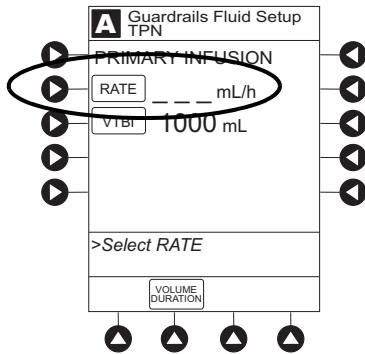 A Guardrails Fluid Setup
TPN
PRIMARY INFUSION
RATE _ _ _ mL/h
VTBI 1000 mL
>Select RATE
VOLUME
DURATION